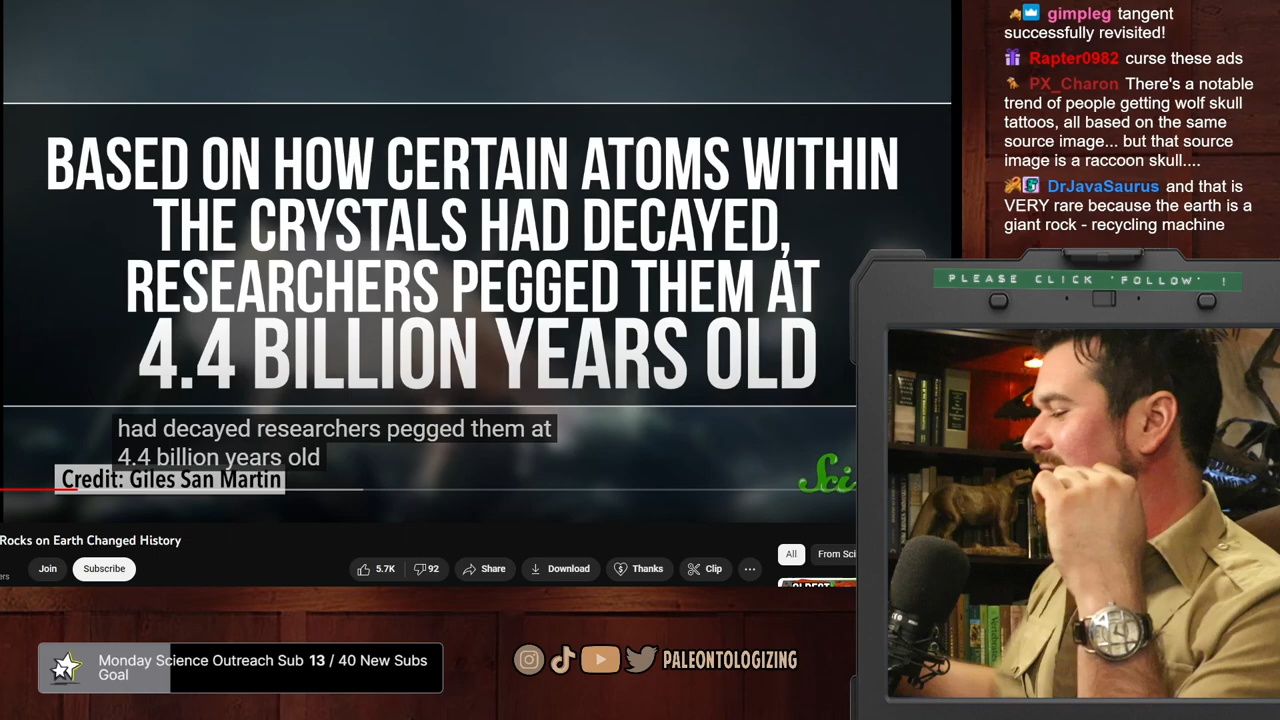 BASED ON HOW CERTAIN ATOMS WITHIN
THE CRYSTALS HAD DECAYED,
RESEARCHERS PEGGED THEM AT
4.4 BILLION YEARS OLD
had decayed researchers pegged them at
4.4 billion years old
Credit: Giles San Martin
Sci
Rocks on Earth Changed History
ers
Join
Subscribe
5.7K
92
Share
Download
Thanks
Clip
All
From Sci
gimpleg tangent
successfully revisited!
Rapter0982 curse these ads
PX_Charon There's a notable
trend of people getting wolf skull
tattoos, all based on the same
source image... but that source
image is a raccoon skull....
DrJavaSaurus and that is
VERY rare because the earth is a
giant rock - recycling machine
PLEASE CLICK 'FOLLOW' !
Monday Science Outreach Sub 13 / 40 New Subs
Goal
PALEONTOLOGIZING